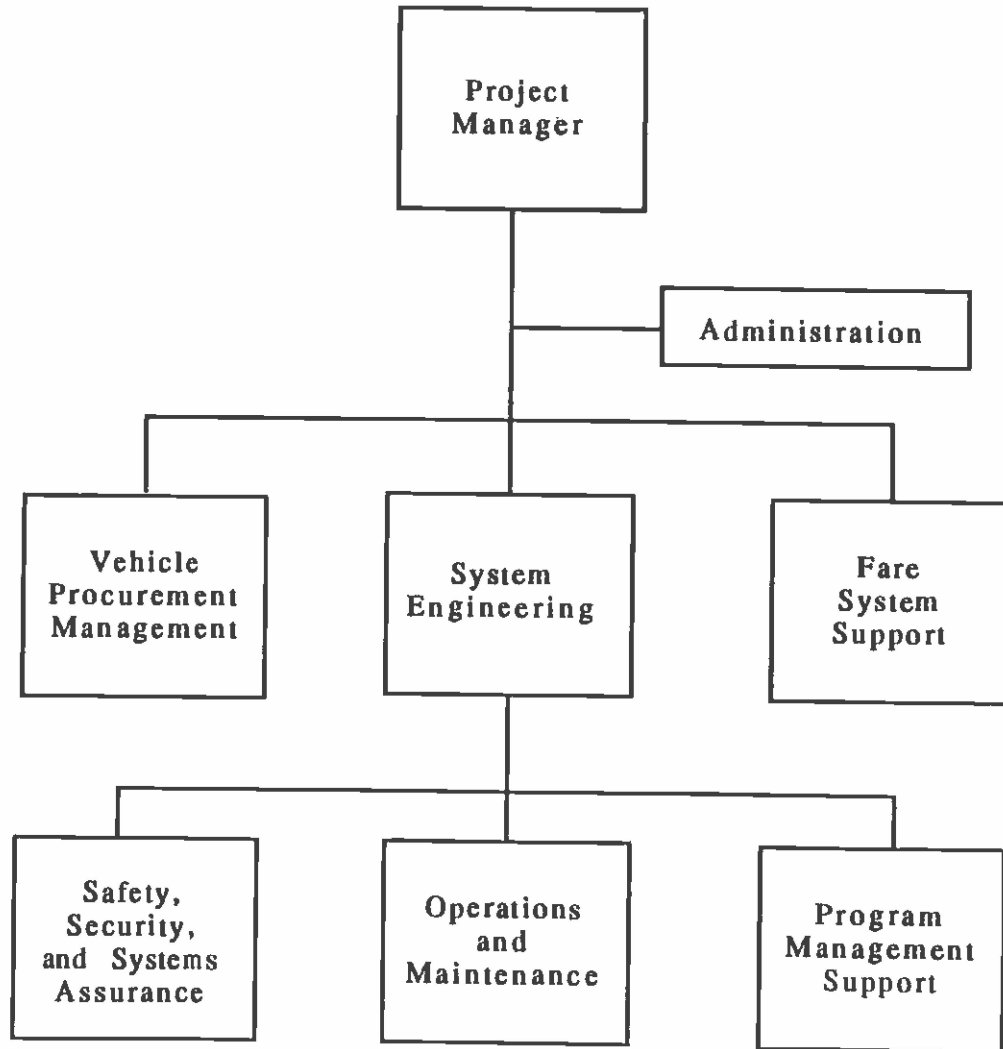 Project
Manager
Administration
Vehicle
Procurement
Management
System
Engineering
Fare
System
Support
Safety,
Security,
and Systems
Assurance
Operations
and
Maintenance
Program
Management
Support